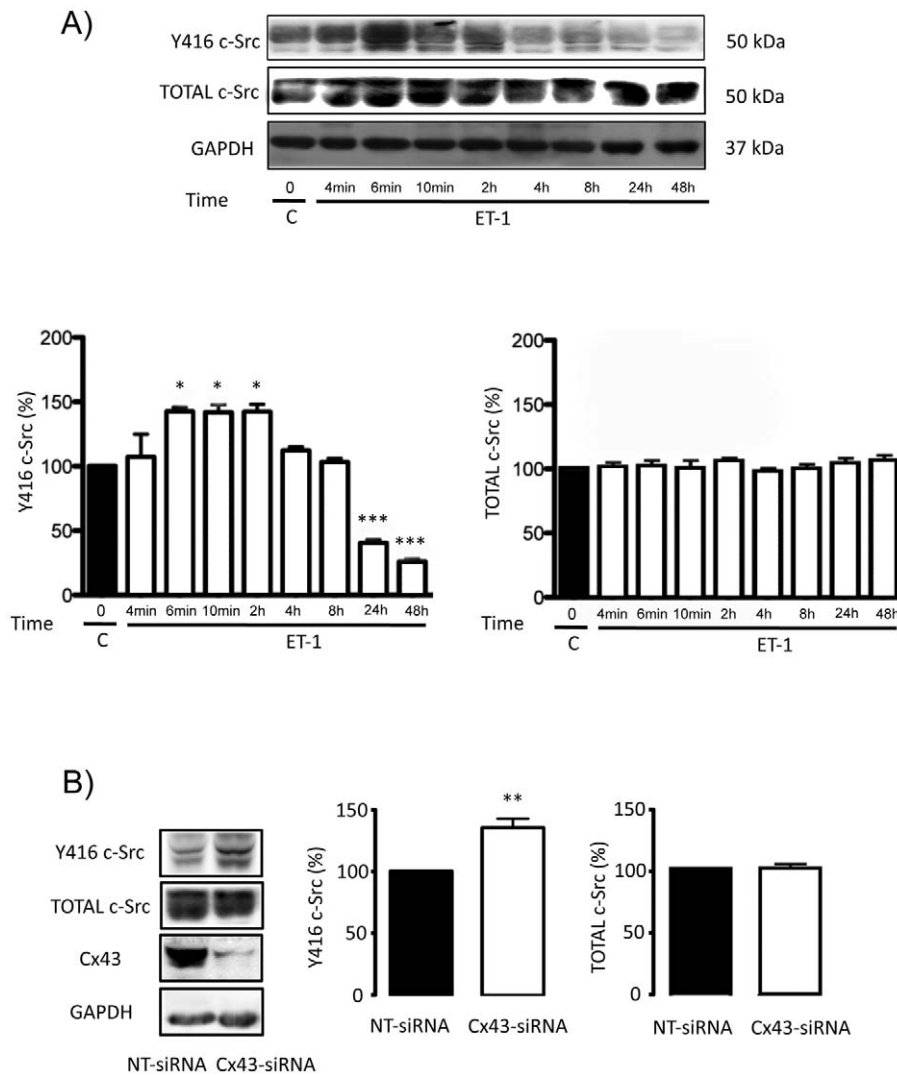 A)
Y416 c-Src 50 kDa
TOTAL c-Src 50 kDa
GAPDH 37 kDa
Time 0 4min 6min 10min 2h 4h 8h 24h 48h
C ET-1
Y416 c-Src (%)
200
150
100
50
0
* * * *** ***
Time 0 4min 6min 10min 2h 4h 8h 24h 48h
C ET-1
TOTAL c-Src (%)
200
150
100
50
0
Time 0 4min 6min 10min 2h 4h 8h 24h 48h
C ET-1
B)
Y416 c-Src
TOTAL c-Src
Cx43
GAPDH
NT-siRNA Cx43-siRNA
Y416 c-Src (%)
150
100
50
0
**
NT-siRNA Cx43-siRNA
TOTAL c-Src (%)
150
100
50
0
NT-siRNA Cx43-siRNA